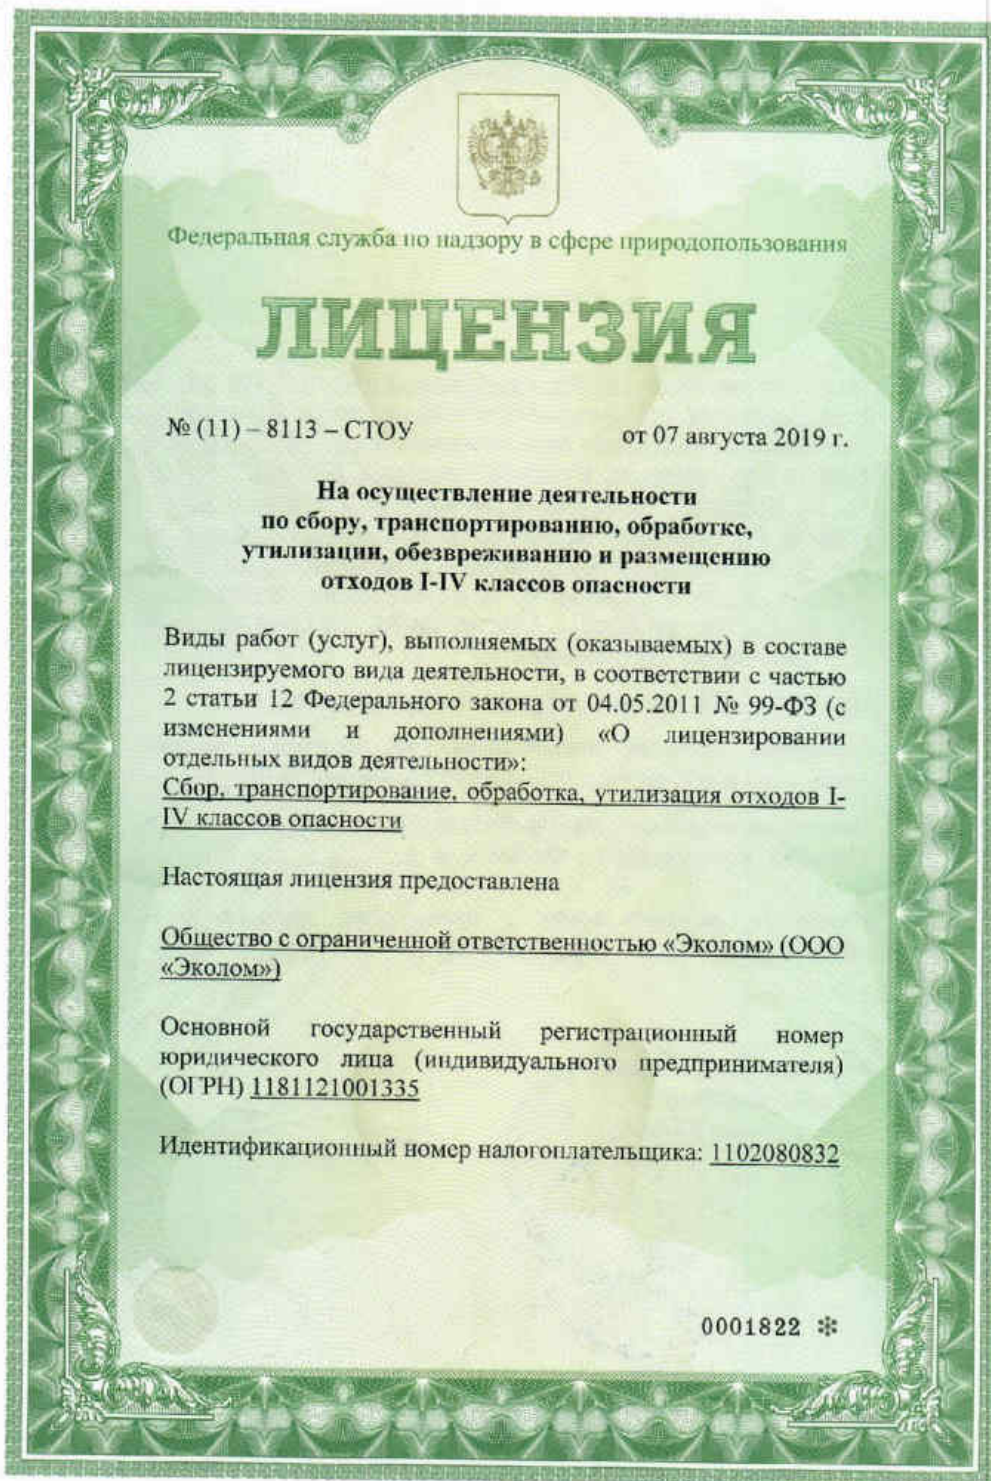 Федеральная служба по надзору в сфере природопользования
ЛИЦЕНЗИЯ
№ (11) – 8113 – СТОУ от 07 августа 2019 г.
На осуществление деятельности
по сбору, транспортированию, обработке,
утилизации, обезвреживанию и размещению
отходов I-IV классов опасности
Виды работ (услуг), выполняемых (оказываемых) в составе
лицензируемого вида деятельности, в соответствии с частью
2 статьи 12 Федерального закона от 04.05.2011 № 99-ФЗ (с
изменениями и дополнениями) «О лицензировании
отдельных видов деятельности»:
Сбор, транспортирование, обработка, утилизация отходов I-
IV классов опасности
Настоящая лицензия предоставлена
Общество с ограниченной ответственностью «Эколом» (ООО
«Эколом»)
Основной государственный регистрационный номер
юридического лица (индивидуального предпринимателя)
(ОГРН) 1181121001335
Идентификационный номер налогоплательщика: 1102080832
0001822 ✻